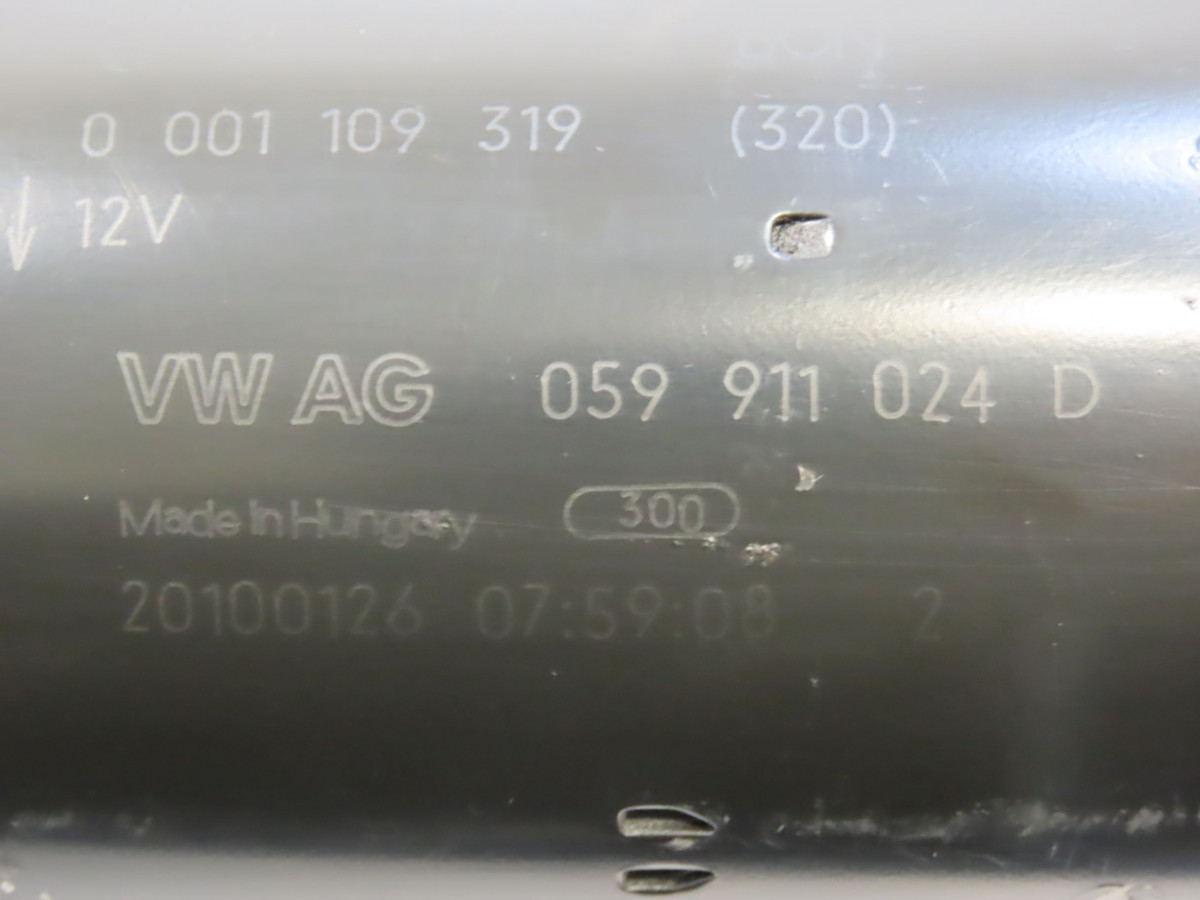 0 001 109 319 (320)
12V
VW AG 059 911 024 D
Made in Hungary 300
20100126 07:59:08 2